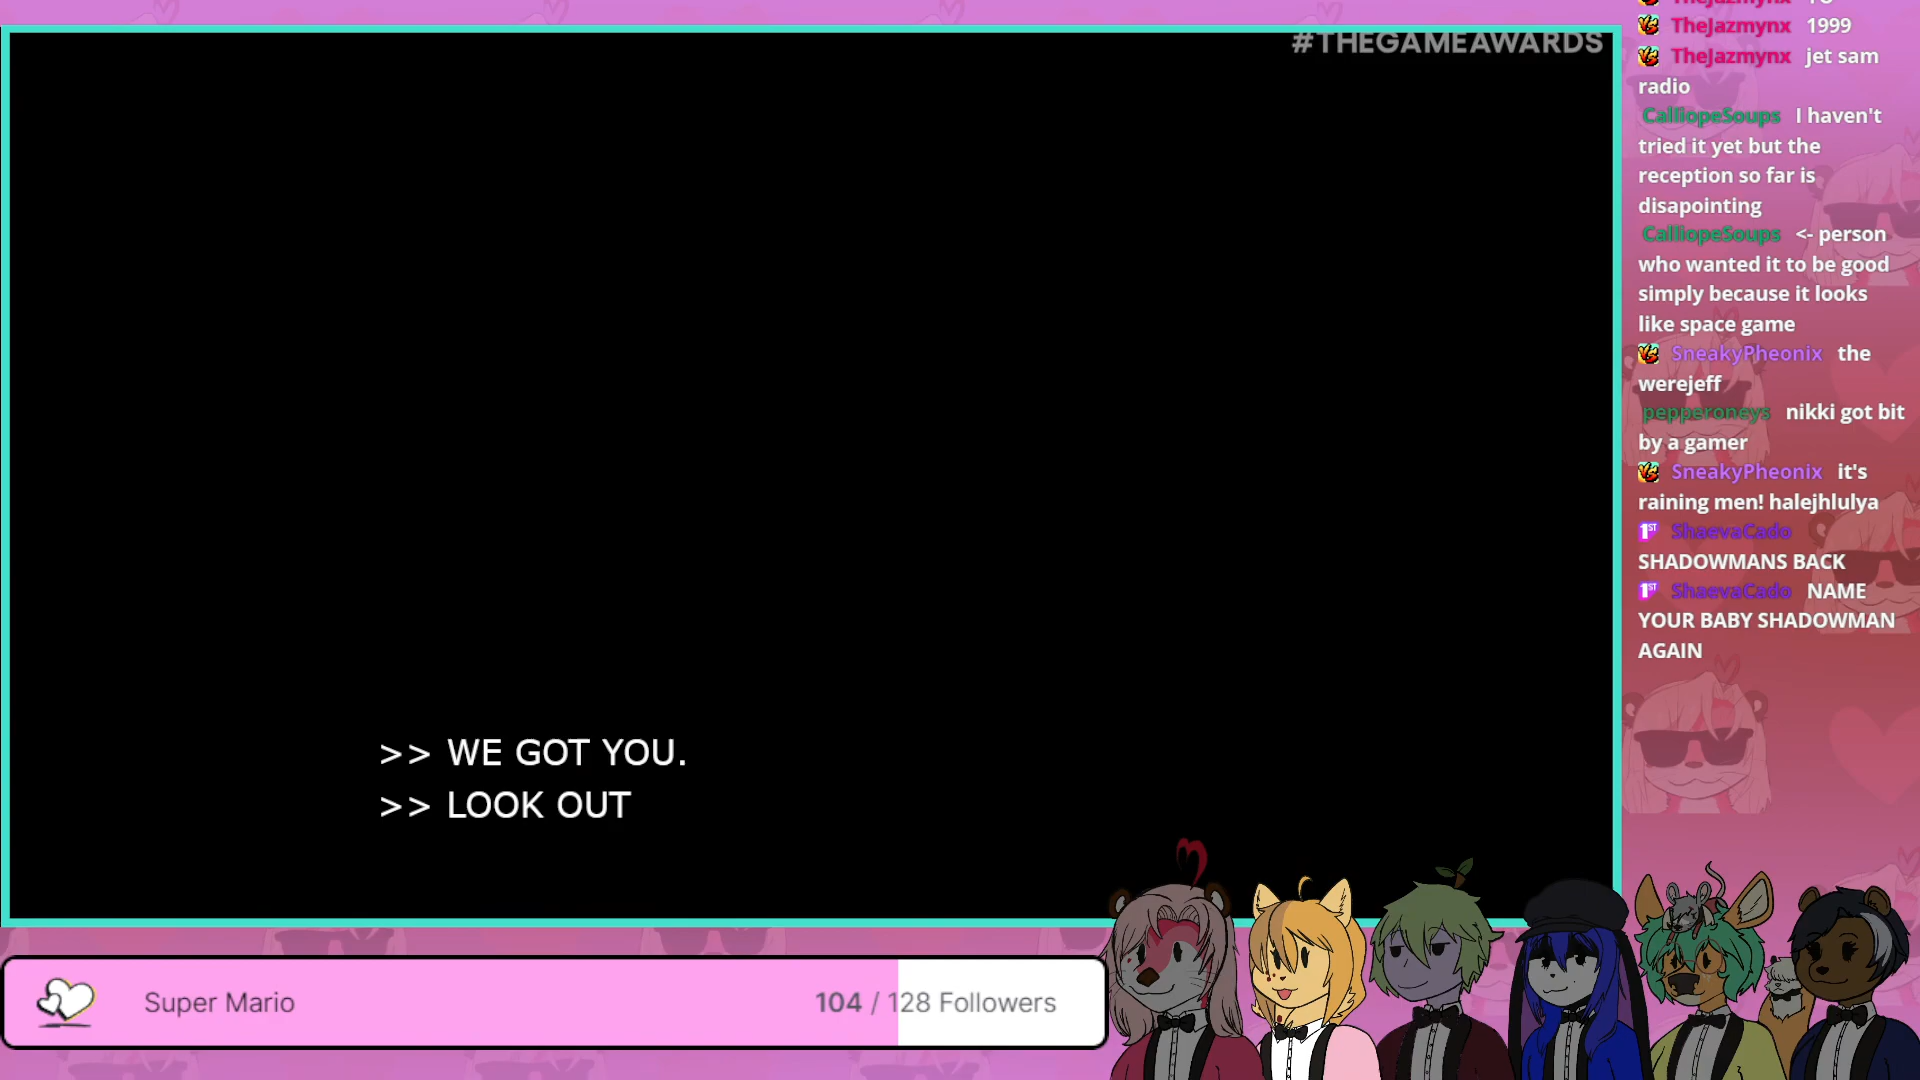 #THEGAMEAWARDS
TheJazmynx 1999
TheJazmynx jet sam
radio
CalliopeSoups I haven't
tried it yet but the
reception so far is
disapointing
CalliopeSoups <- person
who wanted it to be good
simply because it looks
like space game
SneakyPheonix the
werejeff
pepperoneys nikki got bit
by a gamer
SneakyPheonix it's
raining men! halejhlulya
1ST ShaevaCado
SHADOWMANS BACK
1ST ShaevaCado NAME
YOUR BABY SHADOWMAN
AGAIN
>> WE GOT YOU.
>> LOOK OUT
Super Mario 104 / 128 Followers